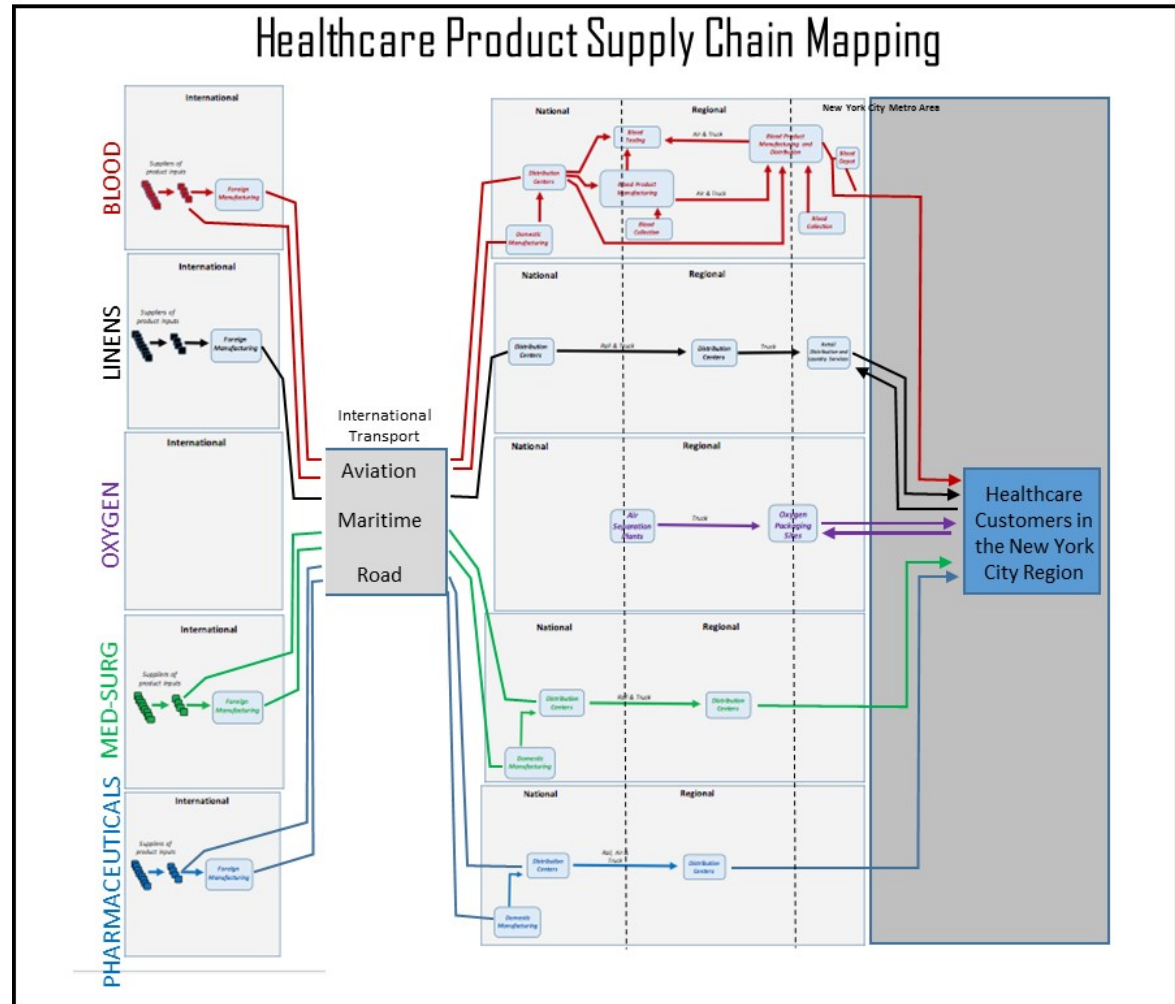 Healthcare Product Supply Chain Mapping
BLOOD
International
Suppliers of
product inputs
Foreign
Manufacturing
National
Regional
New York City Metro Area
Blood
Testing
Air & Truck
Blood Product
Manufacturing and
Distribution
Blood
Depot
Distribution
Centers
Blood Product
Manufacturing
Air & Truck
Blood
Collection
Blood
Collection
Domestic
Manufacturing
LINENS
International
Suppliers of
product inputs
Foreign
Manufacturing
National
Regional
Distribution
Centers
Rail & Truck
Distribution
Centers
Truck
Retail
Distribution and
Laundry Services
International
Transport
Aviation
Maritime
Road
OXYGEN
International
National
Regional
Air
Separation
Plants
Truck
Oxygen
Packaging
Sites
Healthcare
Customers in
the New York
City Region
MED-SURG
International
Suppliers of
product inputs
Foreign
Manufacturing
National
Regional
Distribution
Centers
Rail & Truck
Distribution
Centers
Domestic
Manufacturing
PHARMACEUTICALS
International
Suppliers of
product inputs
Foreign
Manufacturing
National
Regional
Distribution
Centers
Rail, Air &
Truck
Distribution
Centers
Domestic
Manufacturing